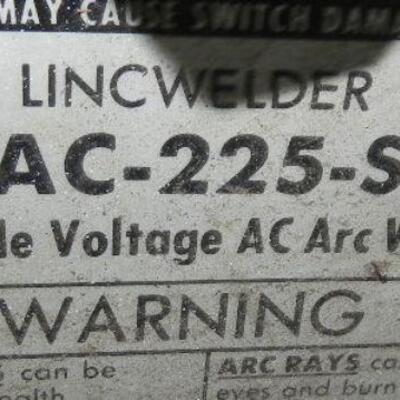 MAY CAUSE SWITCH DAMA
LINCWELDER
AC-225-S
le Voltage AC Arc W
WARNING
can be
ARC RAYS ca
eyes and burn
ealth